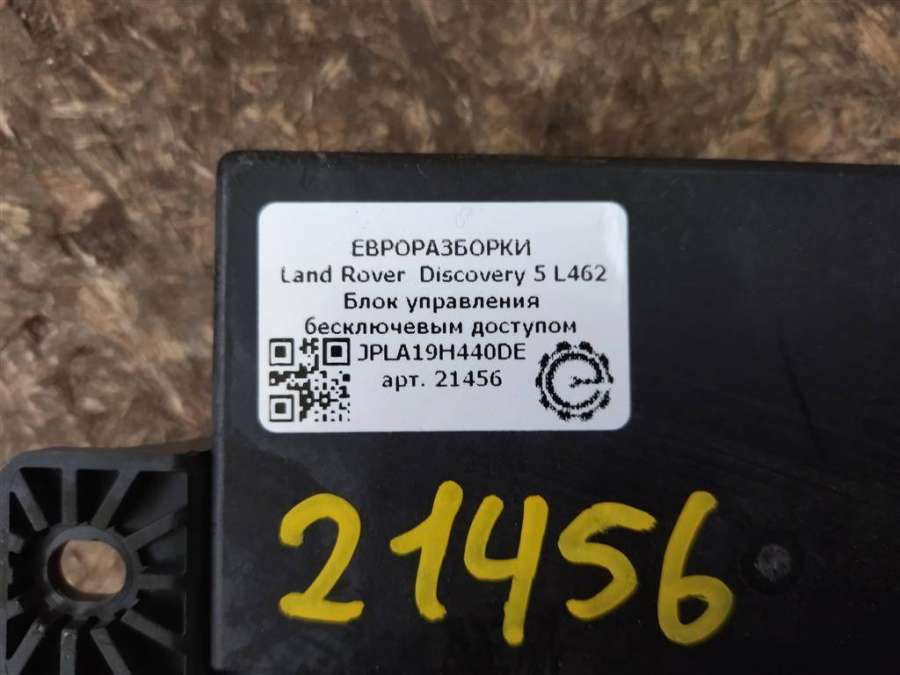 ЕВРОРАЗБОРКИ
Land Rover Discovery 5 L462
Блок управления
бесключевым доступом
JPLA19H440DE
арт. 21456
21456